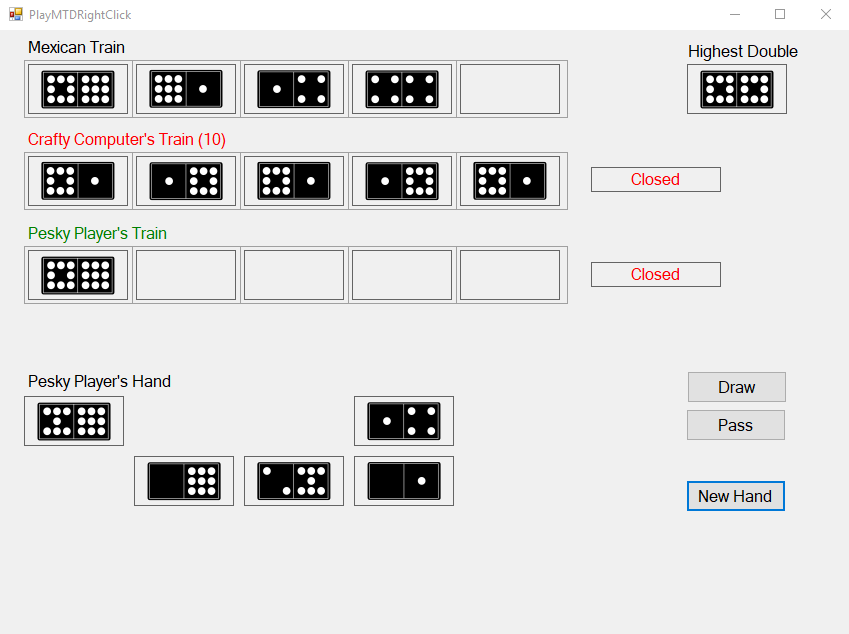 PlayMTDRightClick
Mexican Train
Highest Double
Crafty Computer's Train (10)
Closed
Pesky Player's Train
Closed
Pesky Player's Hand
Draw
Pass
New Hand